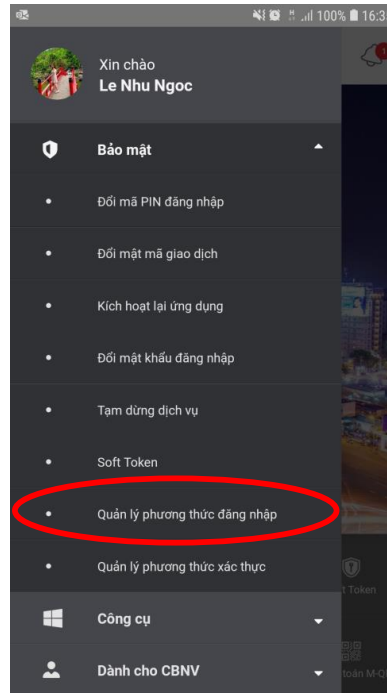 100% 16:3
Xin chào
Le Nhu Ngoc
Bảo mật
Đổi mã PIN đăng nhập
Đổi mật mã giao dịch
Kích hoạt lại ứng dụng
Đổi mật khẩu đăng nhập
Tạm dừng dịch vụ
Soft Token
Quản lý phương thức đăng nhập
Quản lý phương thức xác thực
t Token
Công cụ
Dành cho CBNV
toán M-Q